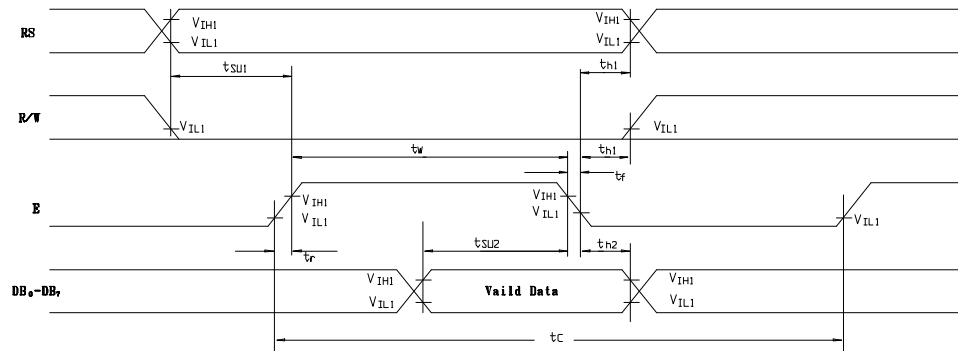 RS
VIH1
VIL1
VIH1
VIL1
tSU1
th1
R/W
VIL1
VIL1
tW
th1
tf
E
VIH1
VIL1
VIH1
VIL1
VIL1
tr
tSU2
th2
DB0-DB7
VIH1
VIL1
Vaild Data
VIH1
VIL1
tC